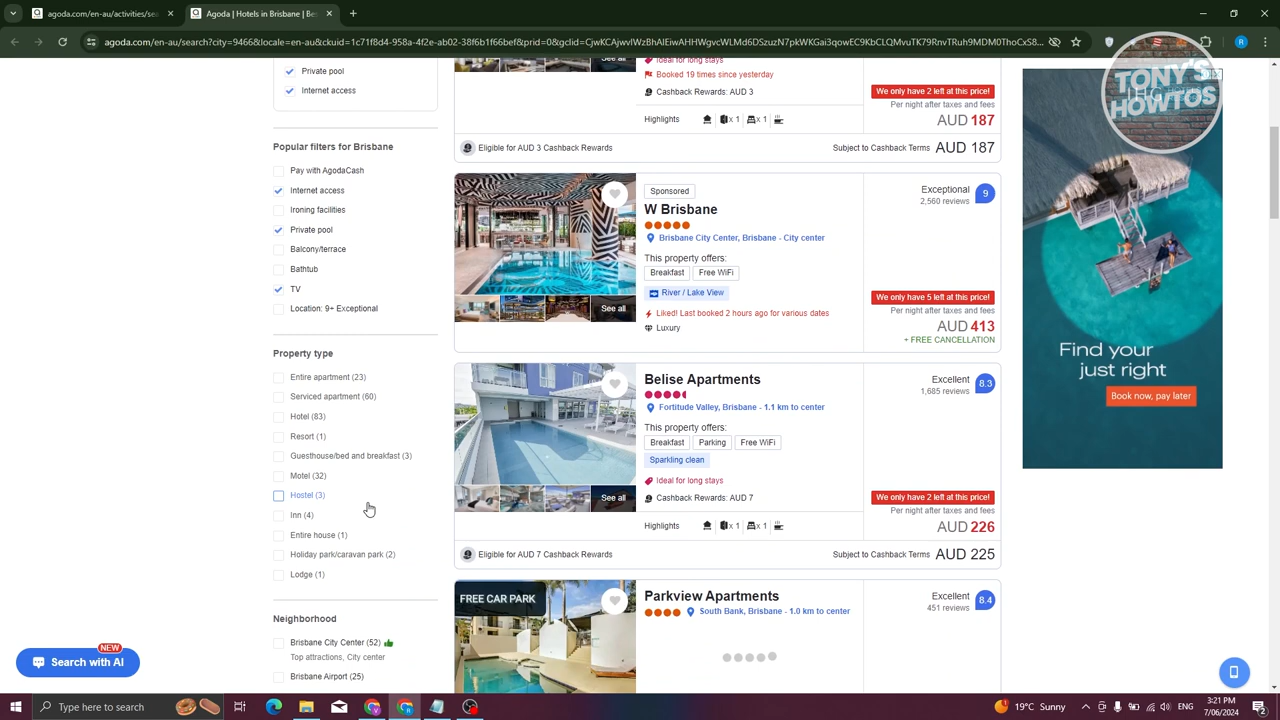 agoda.com/en-au/activities/sea
Agoda | Hotels in Brisbane
agoda.com/search?city=9466&locale=en-us&ckuid=1c71f8d4-958a-4f2e-ab02-38f61f66bef6&prid=0&gclid=CjwKCAjwvIWzBhAlEiwAHHWgvcWVLMd6DSzuzN7pkWKGai3qowEC9KbCLQMvuTK79RnvTRuh9MDM0ThoCxS8...
Private pool
Internet access
Popular filters for Brisbane
Pay with AgodaCash
Internet access
Ironing facilities
Private pool
Balcony/terrace
Bathtub
TV
Location: 9+ Exceptional
Property type
Entire apartment (23)
Serviced apartment (60)
Hotel (83)
Resort (1)
Guesthouse/bed and breakfast (3)
Motel (32)
Hostel (3)
Inn (4)
Entire house (1)
Holiday park/caravan park (2)
Lodge (1)
Neighborhood
Brisbane City Center (52)
Top attractions, City center
Brisbane Airport (25)
NEW
Search with AI
See all
Ideal for long stays
Booked 19 times since yesterday
Cashback Rewards: AUD 3
We only have 2 left at this price!
Per night after taxes and fees
AUD 187
Highlights x 1 x 1
Eligible for AUD 3 Cashback Rewards
Subject to Cashback Terms AUD 187
Sponsored
W Brisbane
Brisbane City Center, Brisbane - City center
This property offers:
Breakfast Free WiFi
River / Lake View
Liked! Last booked 2 hours ago for various dates
Luxury
See all
Exceptional 9
2,560 reviews
We only have 5 left at this price!
Per night after taxes and fees
AUD 413
+ FREE CANCELLATION
Belise Apartments
Fortitude Valley, Brisbane - 1.1 km to center
This property offers:
Breakfast Parking Free WiFi
Sparkling clean
Ideal for long stays
Cashback Rewards: AUD 7
See all
Excellent 8.3
1,685 reviews
We only have 2 left at this price!
Per night after taxes and fees
AUD 226
Highlights x 1 x 1
Eligible for AUD 7 Cashback Rewards
Subject to Cashback Terms AUD 225
FREE CAR PARK
Parkview Apartments
South Bank, Brisbane - 1.0 km to center
Excellent 8.4
451 reviews
TONY'S
HOWTOS
IHG HOTELS
Find your
just right
Book now, pay later
Type here to search
19°C Sunny
3:21 PM
7/06/2024